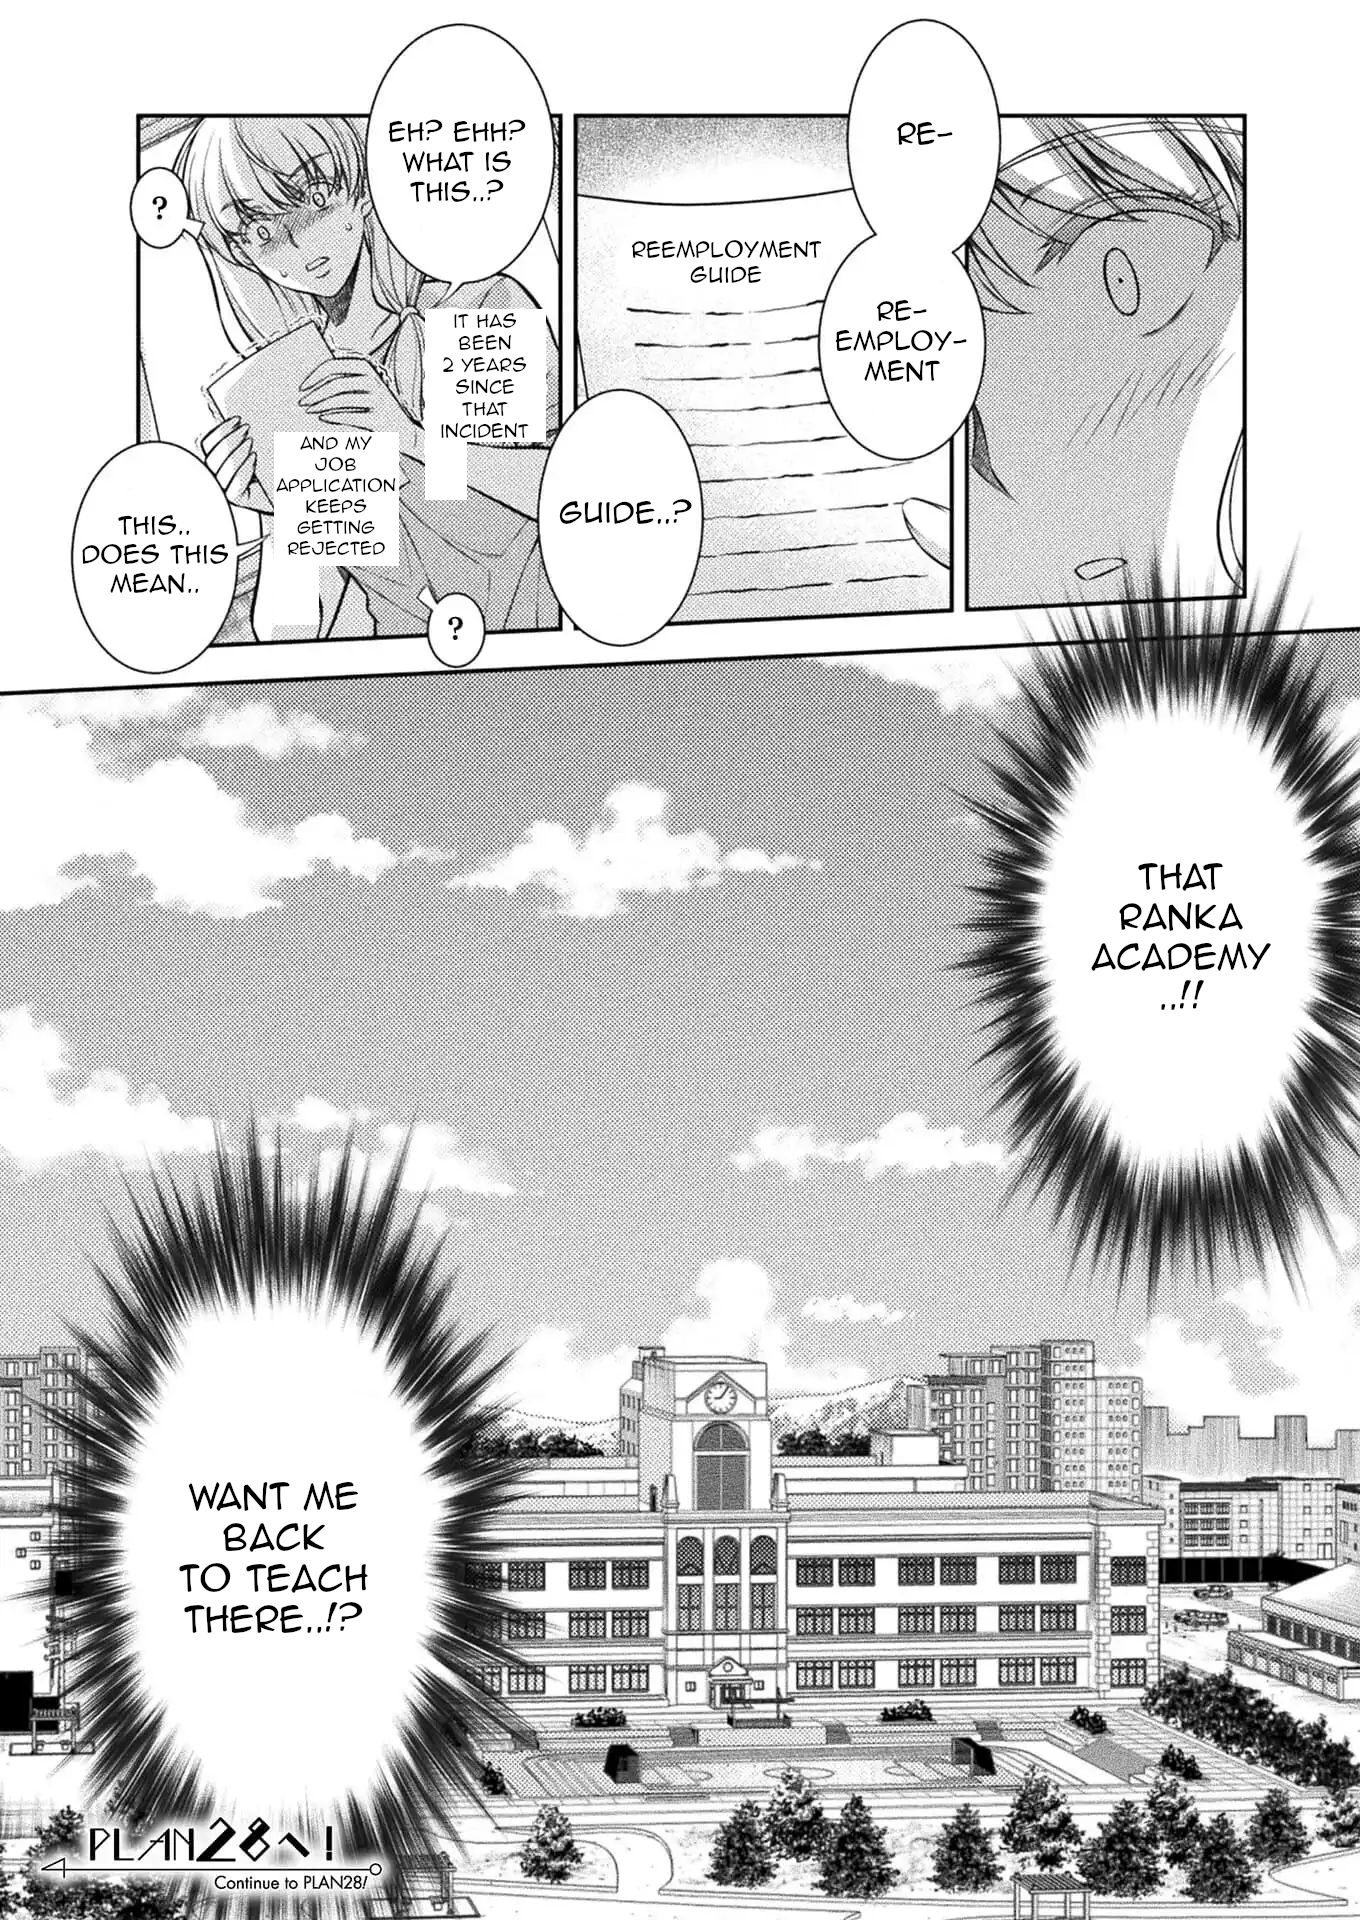 RE-
RE-
EMPLOY-
MENT
REEMPLOYMENT
GUIDE
GUIDE..?
EH? EHH?
WHAT IS
THIS..?
?
IT HAS
BEEN
2 YEARS
SINCE
THAT
INCIDENT
AND MY
JOB
APPLICATION
KEEPS
GETTING
REJECTED
THIS..
DOES THIS
MEAN..
?
THAT
RANKA
ACADEMY
..!!
WANT ME
BACK
TO TEACH
THERE..!?
PLAN28へ!
Continue to PLAN28!